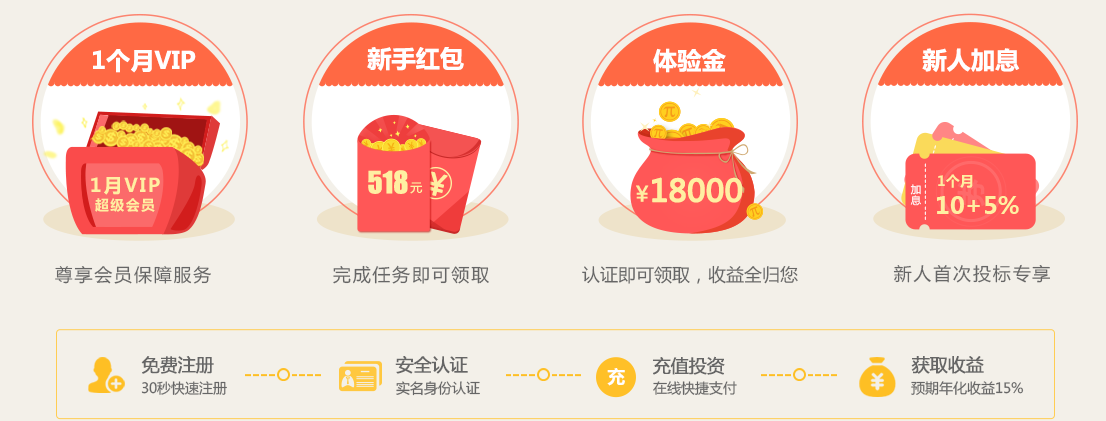 1个月VIP
新手红包
体验金
新人加息
1月VIP
超级会员
518元
¥
¥18000
加息
1个月
10+5%
尊享会员保障服务
完成任务即可领取
认证即可领取，收益全归您
新人首次投标专享
免费注册
30秒快速注册
安全认证
实名身份认证
充
充值投资
在线快捷支付
¥
获取收益
预期年化收益15%